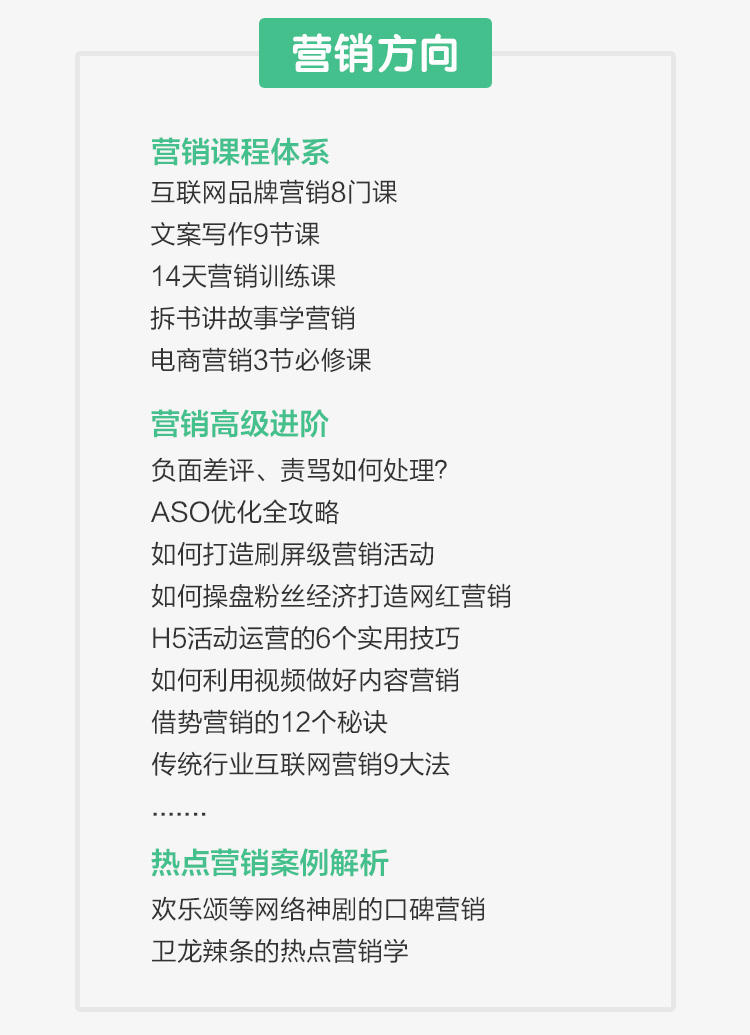 营销方向
营销课程体系
互联网品牌营销8门课
文案写作9节课
14天营销训练课
拆书讲故事学营销
电商营销3节必修课
营销高级进阶
负面差评、责骂如何处理?
ASO优化全攻略
如何打造刷屏级营销活动
如何操盘粉丝经济打造网红营销
H5活动运营的6个实用技巧
如何利用视频做好内容营销
借势营销的12个秘诀
传统行业互联网营销9大法
.......
热点营销案例解析
欢乐颂等网络神剧的口碑营销
卫龙辣条的热点营销学